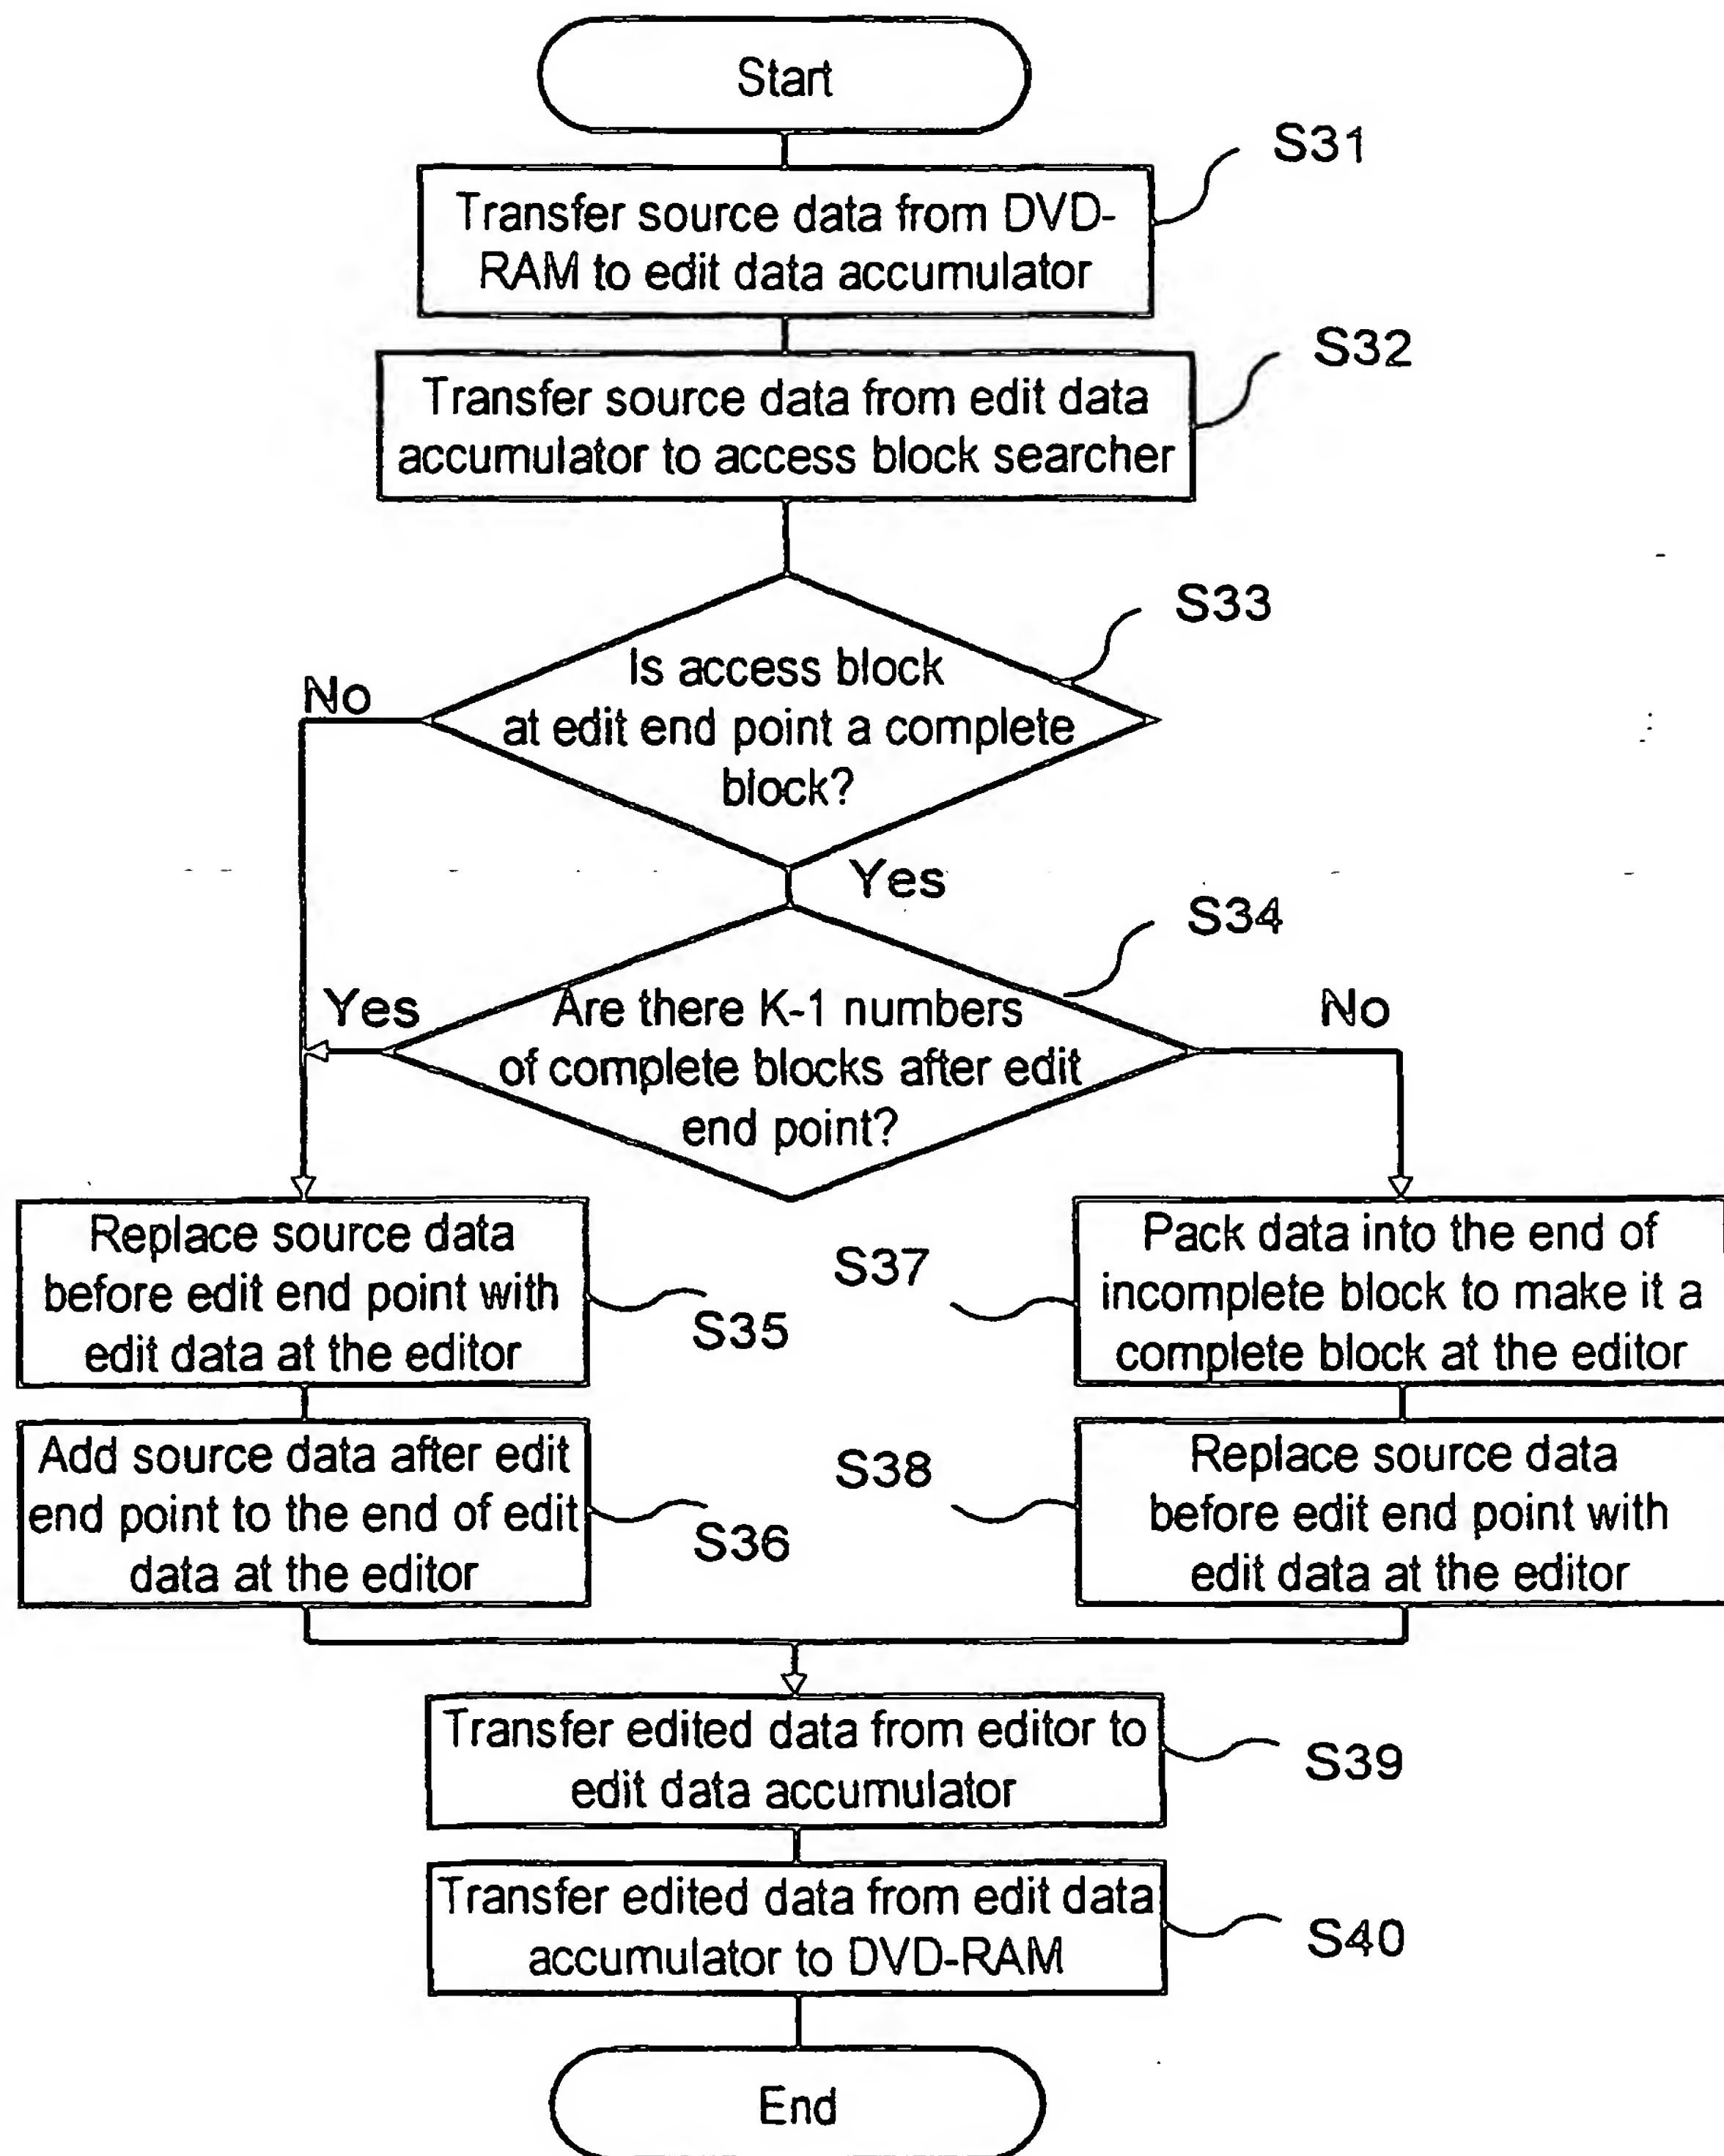 Start
S31
Transfer source data from DVD-
RAM to edit data accumulator
S32
Transfer source data from edit data
accumulator to access block searcher
S33
Is access block
at edit end point a complete
block?
No
Yes
S34
Are there K-1 numbers
of complete blocks after edit
end point?
Yes
No
Replace source data
before edit end point with
edit data at the editor
S35
S37
Pack data into the end of
incomplete block to make it a
complete block at the editor
Add source data after edit
end point to the end of edit
data at the editor
S36
S38
Replace source data
before edit end point with
edit data at the editor
Transfer edited data from editor to
edit data accumulator
S39
Transfer edited data from edit data
accumulator to DVD-RAM
S40
End